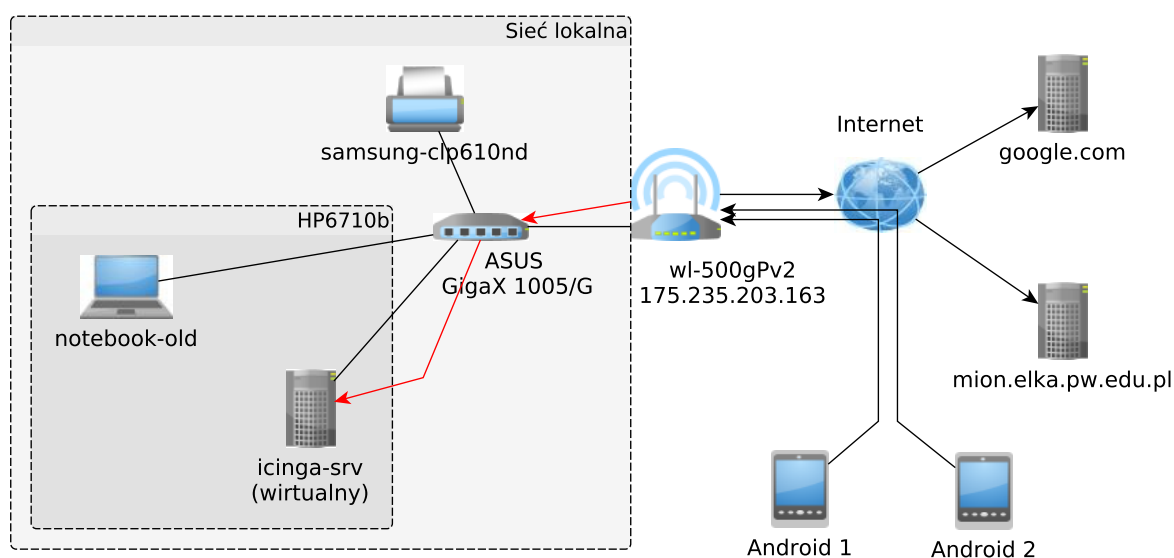 Sieć lokalna
samsung-clp610nd
HP6710b
notebook-old
icinga-srv
(wirtualny)
ASUS
GigaX 1005/G
wl-500gPv2
175.235.203.163
Internet
google.com
mion.elka.pw.edu.pl
Android 1
Android 2